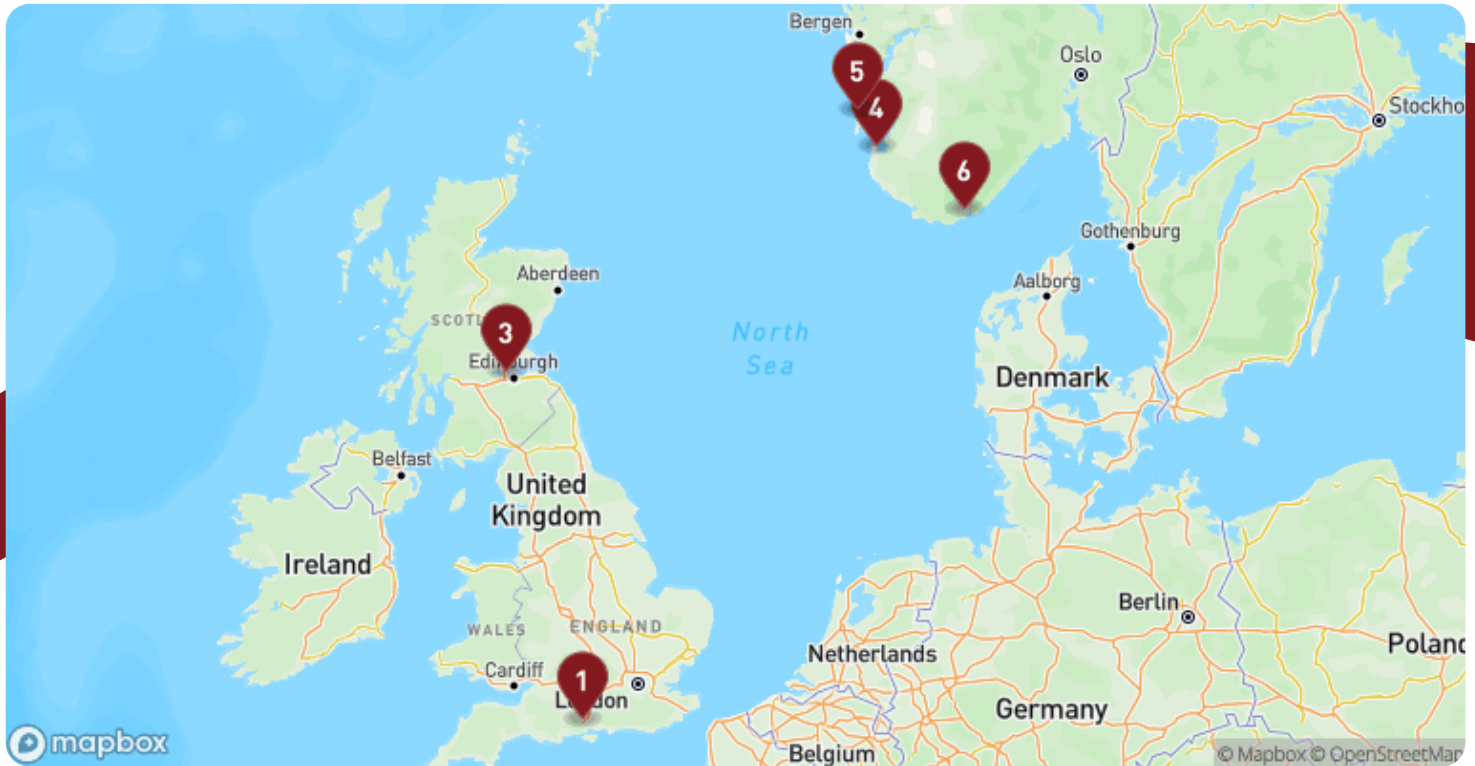 Bergen
5
Oslo
4
Stockho
6
Gothenburg
Aberdeen
Aalborg
SCOTL
3
North
Sea
Edinburgh
Denmark
Belfast
United
Kingdom
Ireland
Berlin
WALES
ENGLAND
Poland
Netherlands
Cardiff
1
London
Germany
mapbox
Belgium
© Mapbox © OpenStreetMap